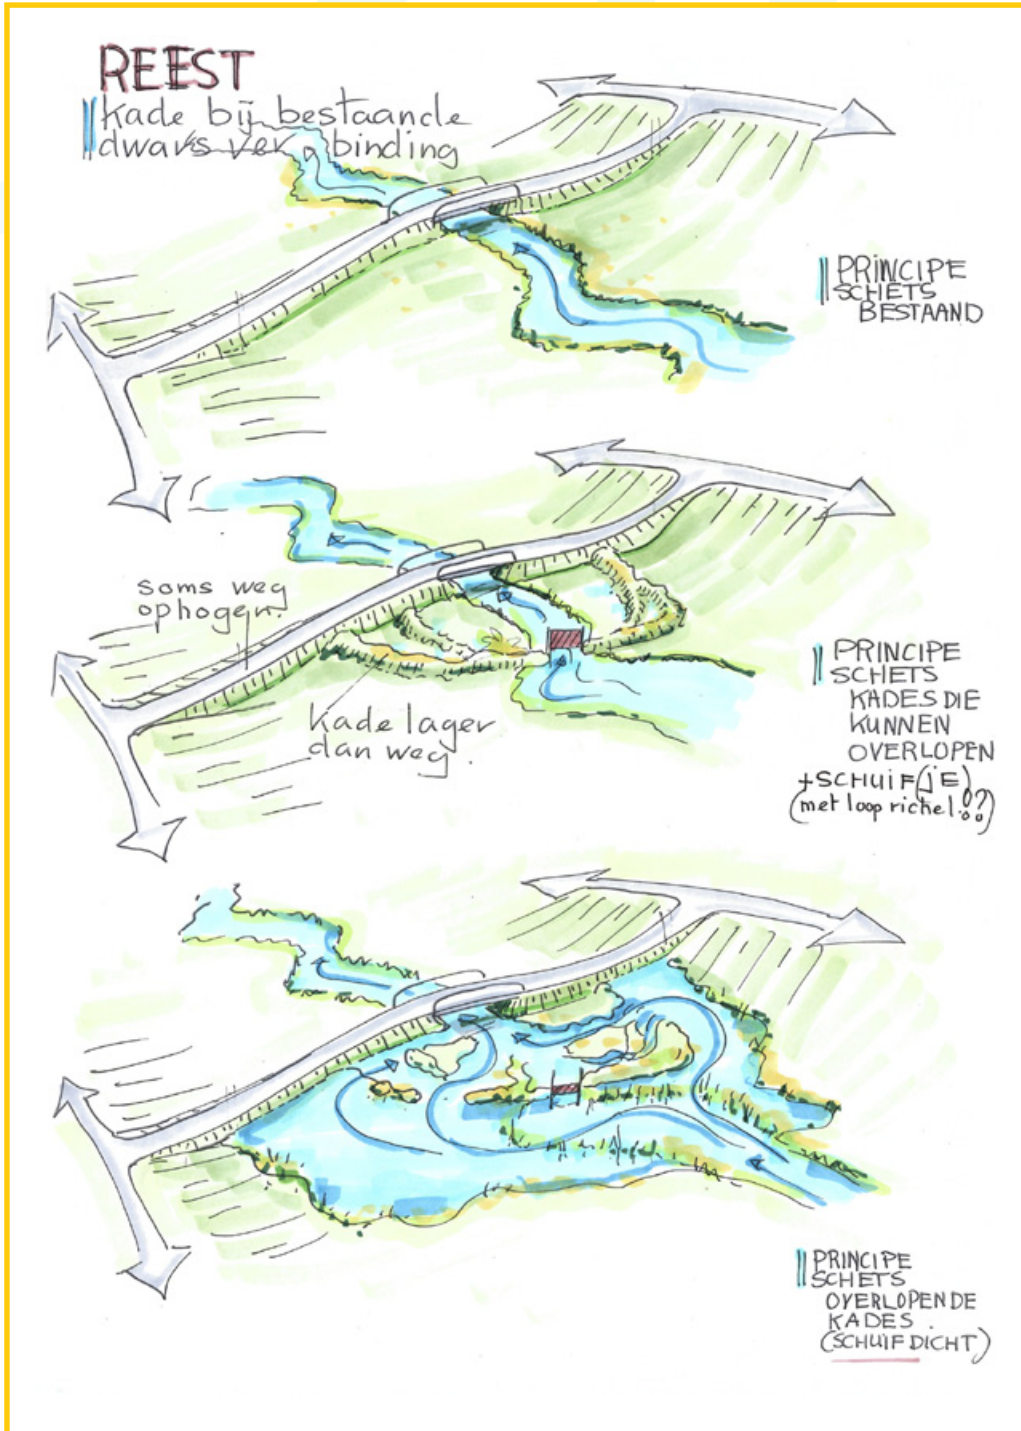 REEST
kade bij bestaande
dwars verbinding
PRINCIPE
SCHETS
BESTAAND
soms weg
ophogen.
kade lager
dan weg.
PRINCIPE
SCHETS
KADES DIE
KUNNEN
OVERLOPEN
+SCHUIF(JE)
(met loop richel!??)
PRINCIPE
SCHETS
OVERLOPENDE
KADES.
(SCHUIF DICHT)